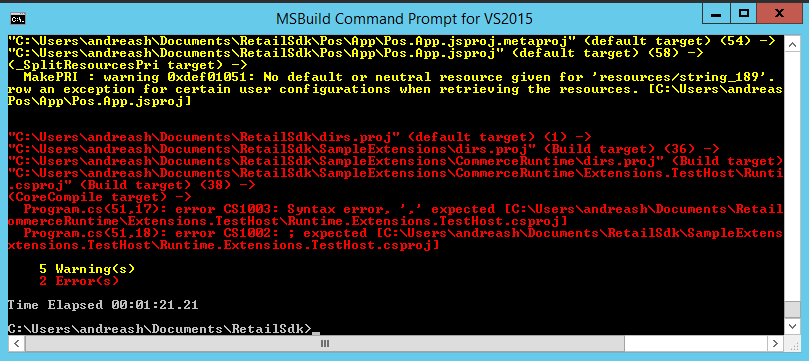 MSBuild Command Prompt for VS2015
"C:\Users\andreash\Documents\RetailSdk\Pos\App\Pos.App.jsproj.metaproj" (default target) (54) ->
"C:\Users\andreash\Documents\RetailSdk\Pos\App\Pos.App.jsproj" (default target) (58) ->
(_SplitResourcesPri target) ->
MakePRI : warning 0xdef01051: No default or neutral resource given for 'resources/string_189'.
row an exception for certain user configurations when retrieving the resources. [C:\Users\andreas
Pos\App\Pos.App.jsproj]
"C:\Users\andreash\Documents\RetailSdk\dirs.proj" (default target) (1) ->
"C:\Users\andreash\Documents\RetailSdk\SampleExtensions\dirs.proj" (Build target) (36) ->
"C:\Users\andreash\Documents\RetailSdk\SampleExtensions\CommerceRuntime\dirs.proj" (Build target)
"C:\Users\andreash\Documents\RetailSdk\SampleExtensions\CommerceRuntime\Extensions.TestHost\Runti
.csproj" (Build target) (38) ->
(CoreCompile target) ->
Program.cs(51,17): error CS1003: Syntax error, ',' expected [C:\Users\andreash\Documents\Retail
ommerceRuntime\Extensions.TestHost\Runtime.Extensions.TestHost.csproj]
Program.cs(51,18): error CS1002: ; expected [C:\Users\andreash\Documents\RetailSdk\SampleExtens
xtensions.TestHost\Runtime.Extensions.TestHost.csproj]
5 Warning(s)
2 Error(s)
Time Elapsed 00:01:21.21
C:\Users\andreash\Documents\RetailSdk>_